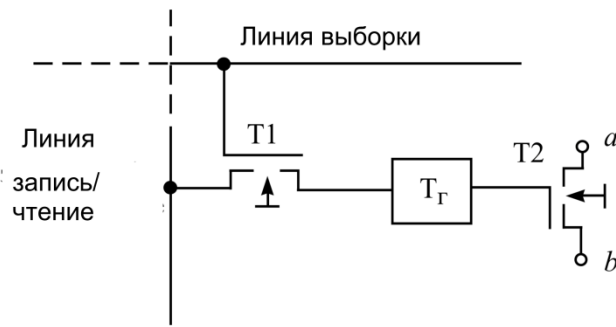 Линия выборки
Линия
запись/
чтение
T1
Tг
T2
a
b